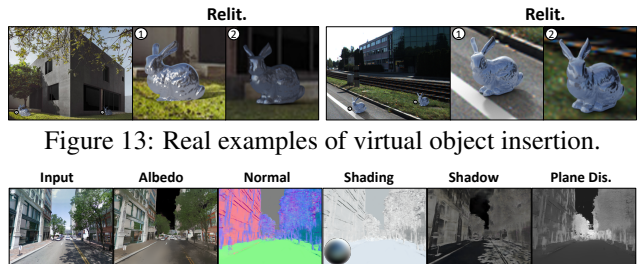 Relit. Relit.
1 2 1 2
Figure 13: Real examples of virtual object insertion.
Input Albedo Normal Shading Shadow Plane Dis.